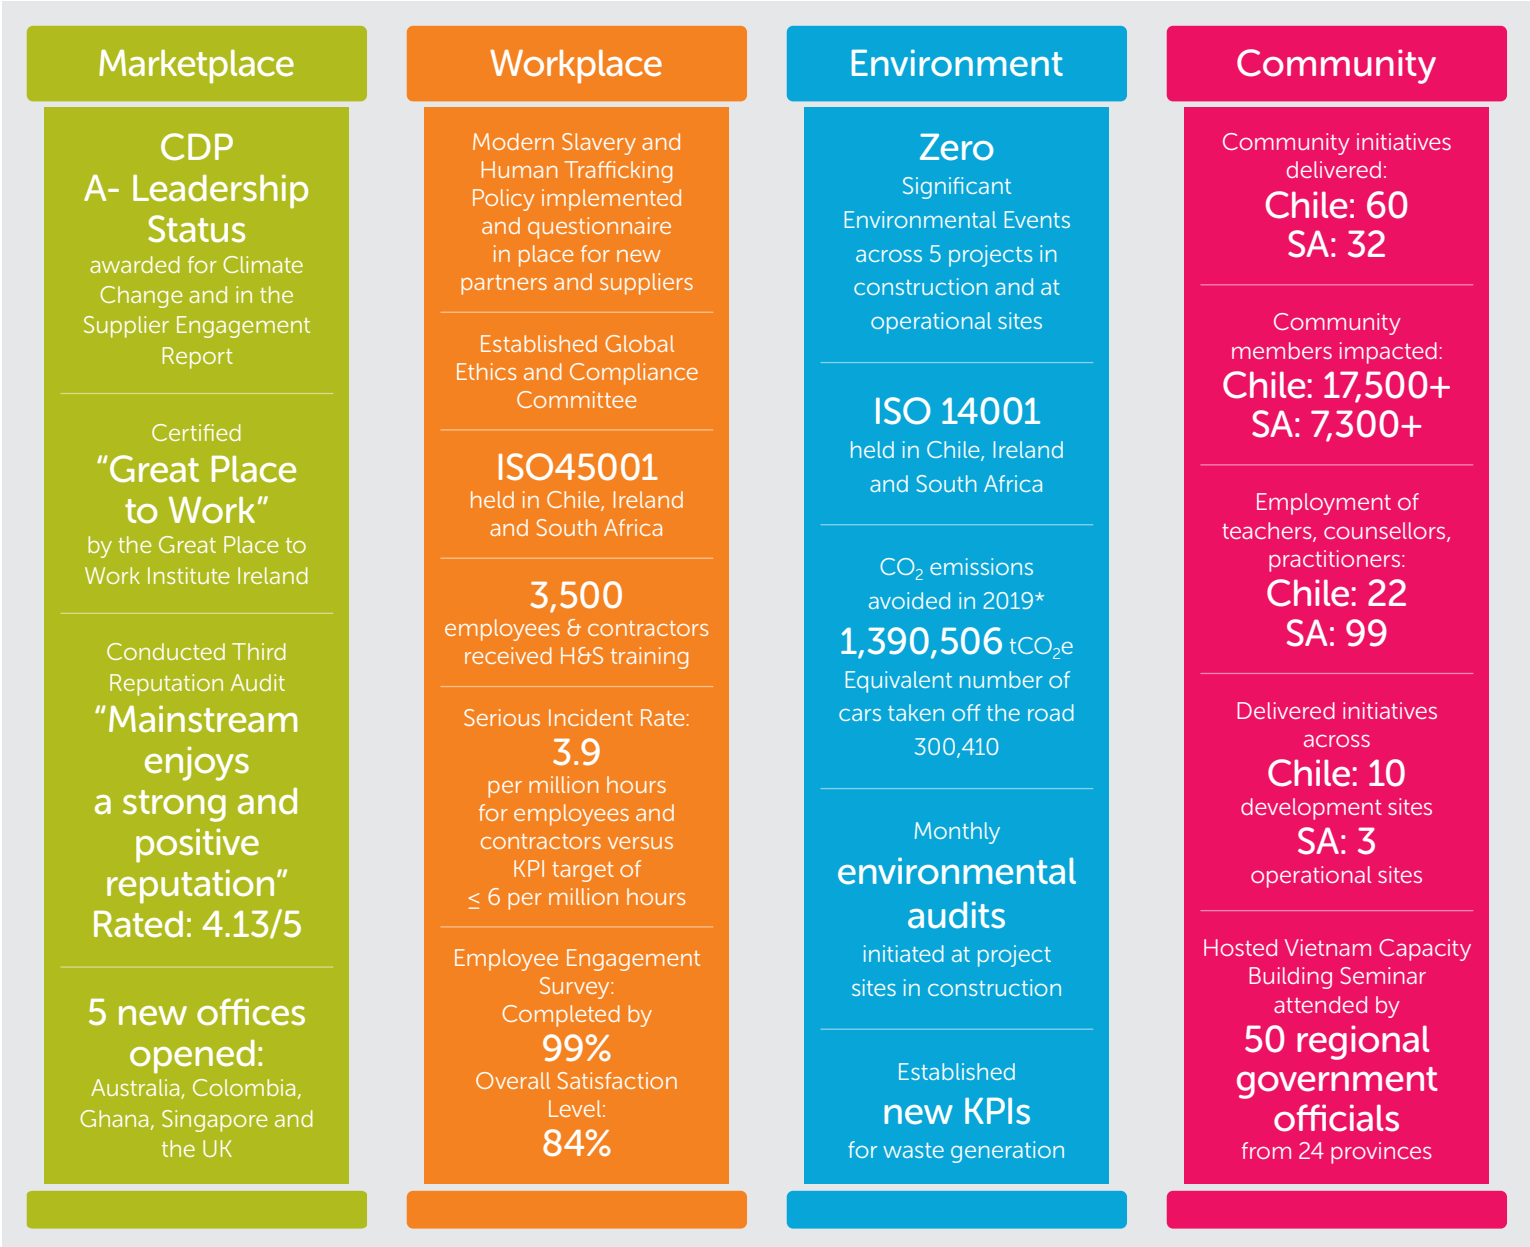 Marketplace
CDP
A- Leadership
Status
awarded for Climate
Change and in the
Supplier Engagement
Report
Certified
“Great Place
to Work”
by the Great Place to
Work Institute Ireland
Conducted Third
Reputation Audit
“Mainstream
enjoys
a strong and
positive
reputation”
Rated: 4.13/5
5 new offices
opened:
Australia, Colombia,
Ghana, Singapore and
the UK
Workplace
Modern Slavery and
Human Trafficking
Policy implemented
and questionnaire
in place for new
partners and suppliers
Established Global
Ethics and Compliance
Committee
ISO45001
held in Chile, Ireland
and South Africa
3,500
employees & contractors
received H&S training
Serious Incident Rate:
3.9
per million hours
for employees and
contractors versus
KPI target of
≤ 6 per million hours
Employee Engagement
Survey:
Completed by
99%
Overall Satisfaction
Level:
84%
Environment
Zero
Significant
Environmental Events
across 5 projects in
construction and at
operational sites
ISO 14001
held in Chile, Ireland
and South Africa
CO₂ emissions
avoided in 2019*
1,390,506 tCO₂e
Equivalent number of
cars taken off the road
300,410
Monthly
environmental
audits
initiated at project
sites in construction
Established
new KPIs
for waste generation
Community
Community initiatives
delivered:
Chile: 60
SA: 32
Community
members impacted:
Chile: 17,500+
SA: 7,300+
Employment of
teachers, counsellors,
practitioners:
Chile: 22
SA: 99
Delivered initiatives
across
Chile: 10
development sites
SA: 3
operational sites
Hosted Vietnam Capacity
Building Seminar
attended by
50 regional
government
officials
from 24 provinces